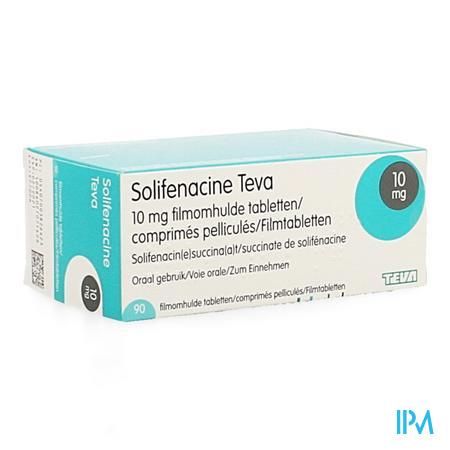 Solifenacine Teva
10 mg filmomhulde tabletten/
comprimés pelliculés/Filmtabletten
Solifenacin(e)succina(a)t/succinate de solifénacine
Oraal gebruik/Voie orale/Zum Einnehmen
90 filmomhulde tabletten/comprimés pelliculés/Filmtabletten
10
mg
TEVA
Solifenacine
Teva
10
mg
IPM